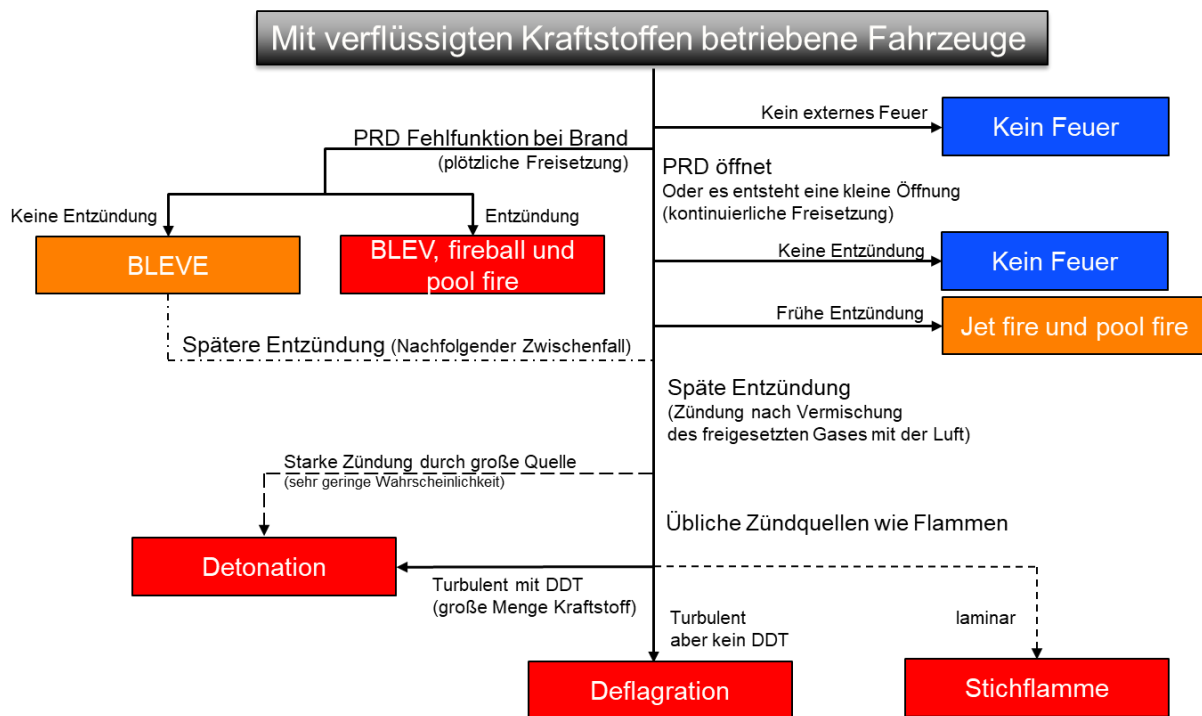 Mit verflüssigten Kraftstoffen betriebene Fahrzeuge
Kein externes Feuer
Kein Feuer
PRD Fehlfunktion bei Brand
(plötzliche Freisetzung)
PRD öffnet
Oder es entsteht eine kleine Öffnung
(kontinuierliche Freisetzung)
Keine Entzündung
Entzündung
BLEVE
BLEV, fireball und
pool fire
Keine Entzündung
Kein Feuer
Frühe Entzündung
Jet fire und pool fire
Spätere Entzündung (Nachfolgender Zwischenfall)
Späte Entzündung
(Zündung nach Vermischung
des freigesetzten Gases mit der Luft)
Starke Zündung durch große Quelle
(sehr geringe Wahrscheinlichkeit)
Übliche Zündquellen wie Flammen
Detonation
Turbulent mit DDT
(große Menge Kraftstoff)
Turbulent
aber kein DDT
laminar
Deflagration
Stichflamme